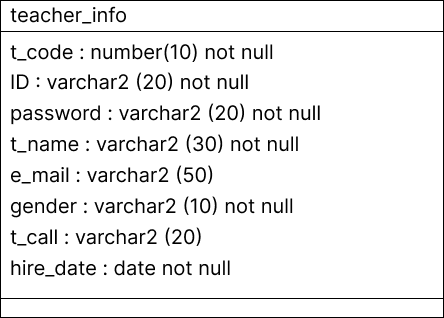 teacher_info
t_code : number(10) not null
ID : varchar2 (20) not null
password : varchar2 (20) not null
t_name : varchar2 (30) not null
e_mail : varchar2 (50)
gender : varchar2 (10) not null
t_call : varchar2 (20)
hire_date : date not null